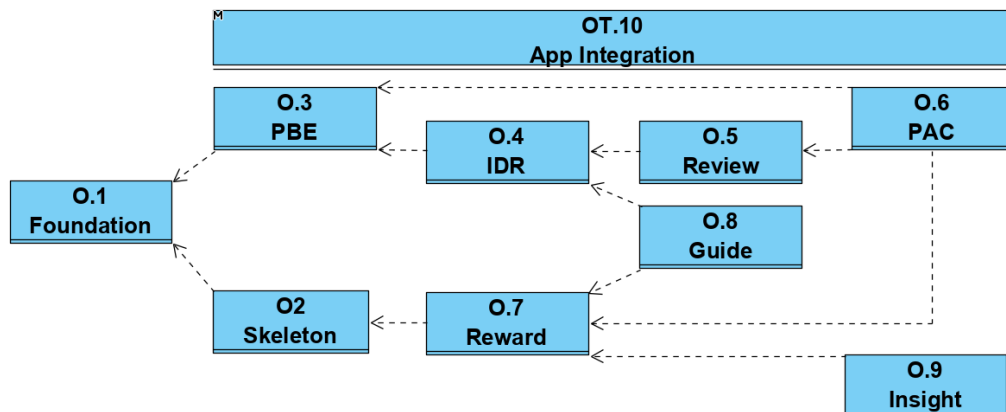 M
OT.10
App Integration
O.3
PBE
O.6
PAC
O.4
IDR
O.5
Review
O.1
Foundation
O.8
Guide
O2
Skeleton
O.7
Reward
O.9
Insight